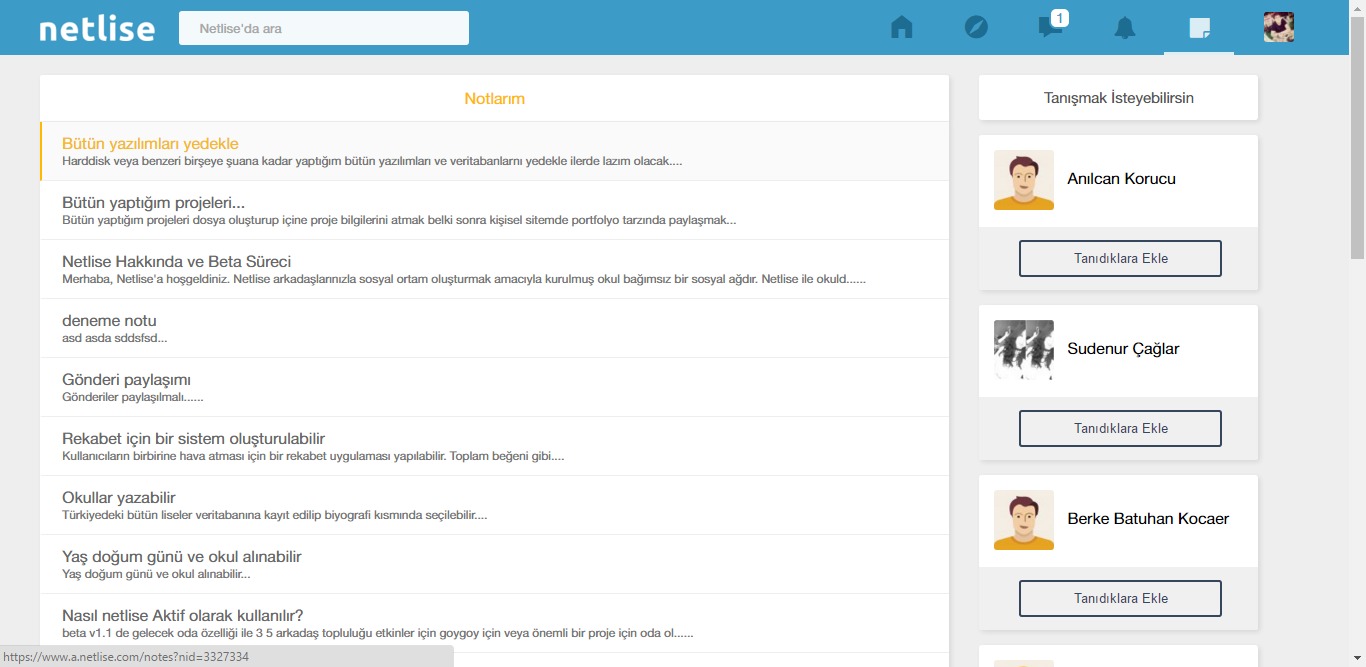 netlise
Netlise'da ara
1
Notlarım
Bütün yazılımları yedekle
Harddisk veya benzeri birşeye şuana kadar yaptığım bütün yazılımları ve veritabanlarnı yedekle ilerde lazım olacak....
Bütün yaptığım projeleri...
Bütün yaptığım projeleri dosya oluşturup içine proje bilgilerini atmak belki sonra kişisel sitemde portfolyo tarzında paylaşmak...
Netlise Hakkında ve Beta Süreci
Merhaba, Netlise'a hoşgeldiniz. Netlise arkadaşlarınızla sosyal ortam oluşturmak amacıyla kurulmuş okul bağımsız bir sosyal ağdır. Netlise ile okuld......
deneme notu
asd asda sddsfsd...
Gönderi paylaşımı
Gönderiler paylaşılmalı......
Rekabet için bir sistem oluşturulabilir
Kullanıcıların birbirine hava atması için bir rekabet uygulaması yapılabilir. Toplam beğeni gibi....
Okullar yazabilir
Türkiyedeki bütün liseler veritabanına kayıt edilip biyografi kısmında seçilebilir....
Yaş doğum günü ve okul alınabilir
Yaş doğum günü ve okul alınabilir...
Nasıl netlise Aktif olarak kullanılır?
beta v1.1 de gelecek oda özelliği ile 3 5 arkadaş topluluğu etkinler için goygoy için veya önemli bir proje için oda ol......
Tanışmak İsteyebilirsin
Anılcan Korucu
Tanıdıklara Ekle
Sudenur Çağlar
Tanıdıklara Ekle
Berke Batuhan Kocaer
Tanıdıklara Ekle
https://www.a.netlise.com/notes?nid=3327334